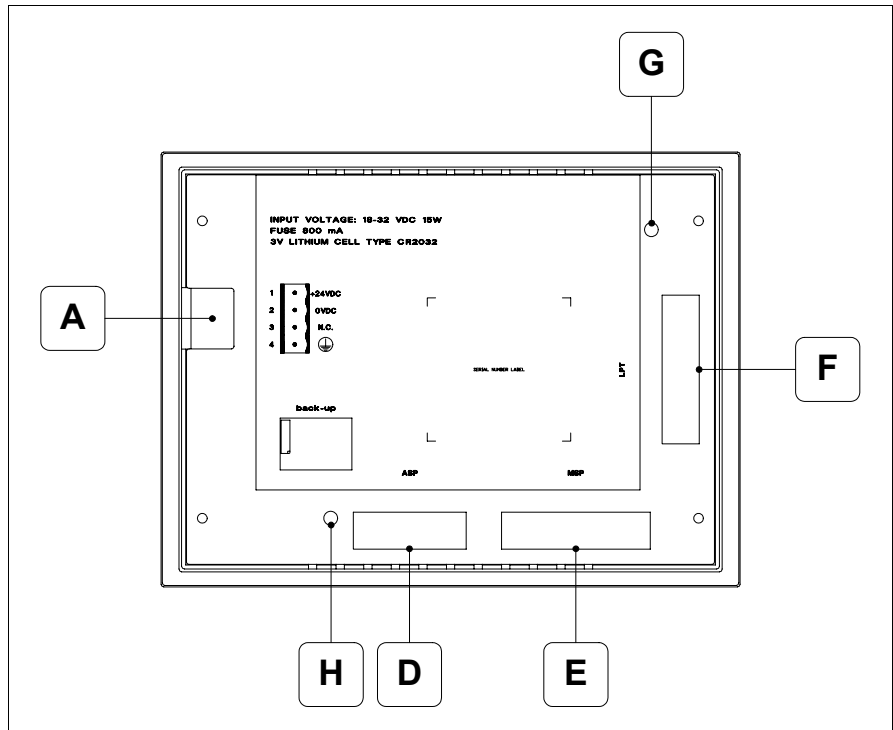 G
INPUT VOLTAGE: 18-32 VDC 15W
FUSE 800 mA
3V LITHIUM CELL TYPE CR2032
1 +24VDC
2 0VDC
3 N.C.
4
A
SERIAL NUMBER LABEL
LPT
F
back-up
ASP
MSP
H
D
E